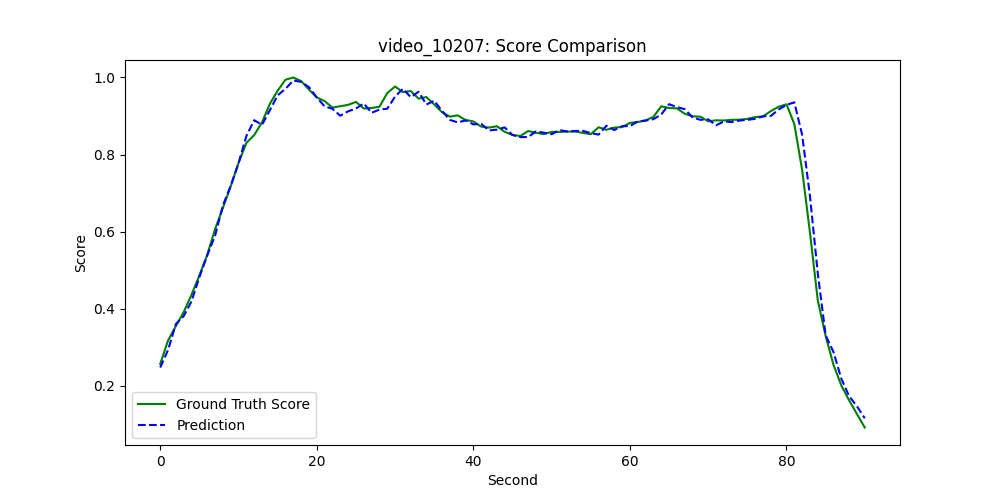 video_10207: Score Comparison
1.0
0.8
0.6
0.4
0.2
Score
Ground Truth Score
Prediction
0 20 40 60 80
Second